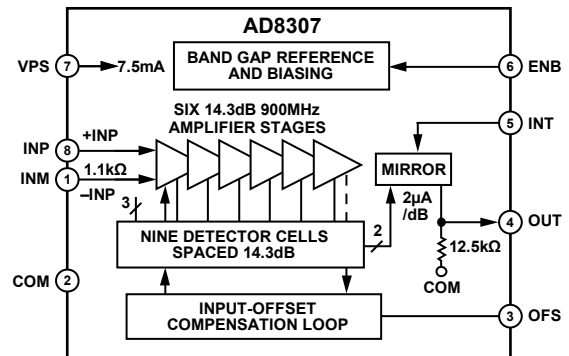 AD8307
VPS
7
7.5mA
BAND GAP REFERENCE
AND BIASING
6
ENB
SIX 14.3dB 900MHz
AMPLIFIER STAGES
5
INT
INP
8
+INP
INM
1
1.1kΩ
–INP
MIRROR
2µA
/dB
4
OUT
3
NINE DETECTOR CELLS
SPACED 14.3dB
2
12.5kΩ
COM
COM
2
INPUT-OFFSET
COMPENSATION LOOP
3
OFS